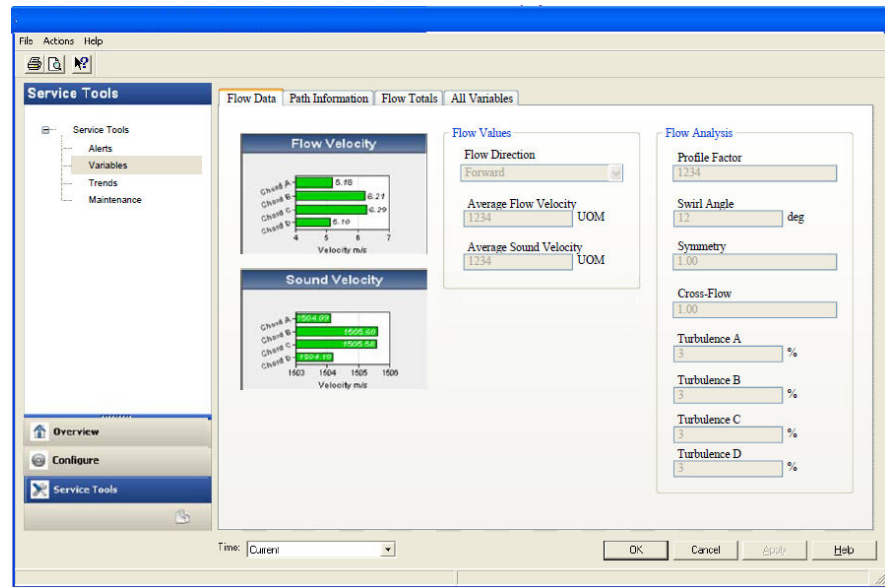 File Actions Help
Service Tools
Service Tools
Alerts
Variables
Trends
Maintenance
Overview
Configure
Service Tools
Flow Data Path Information Flow Totals All Variables
Flow Velocity
Chord A 5.18
Chord B 6.21
Chord C 6.29
Chord D 5.10
4 5 6 7
Velocity m/s
Sound Velocity
Chord A 1504.09
Chord B 1505.60
Chord C 1505.58
Chord D 1504.19
1503 1504 1505 1506
Velocity m/s
Flow Values
Flow Direction
Forward
Average Flow Velocity
1234 UOM
Average Sound Velocity
1234 UOM
Flow Analysis
Profile Factor
1234
Swirl Angle
12 deg
Symmetry
1.00
Cross-Flow
1.00
Turbulence A
3 %
Turbulence B
3 %
Turbulence C
3 %
Turbulence D
3 %
Time: Current
OK Cancel Apply Help